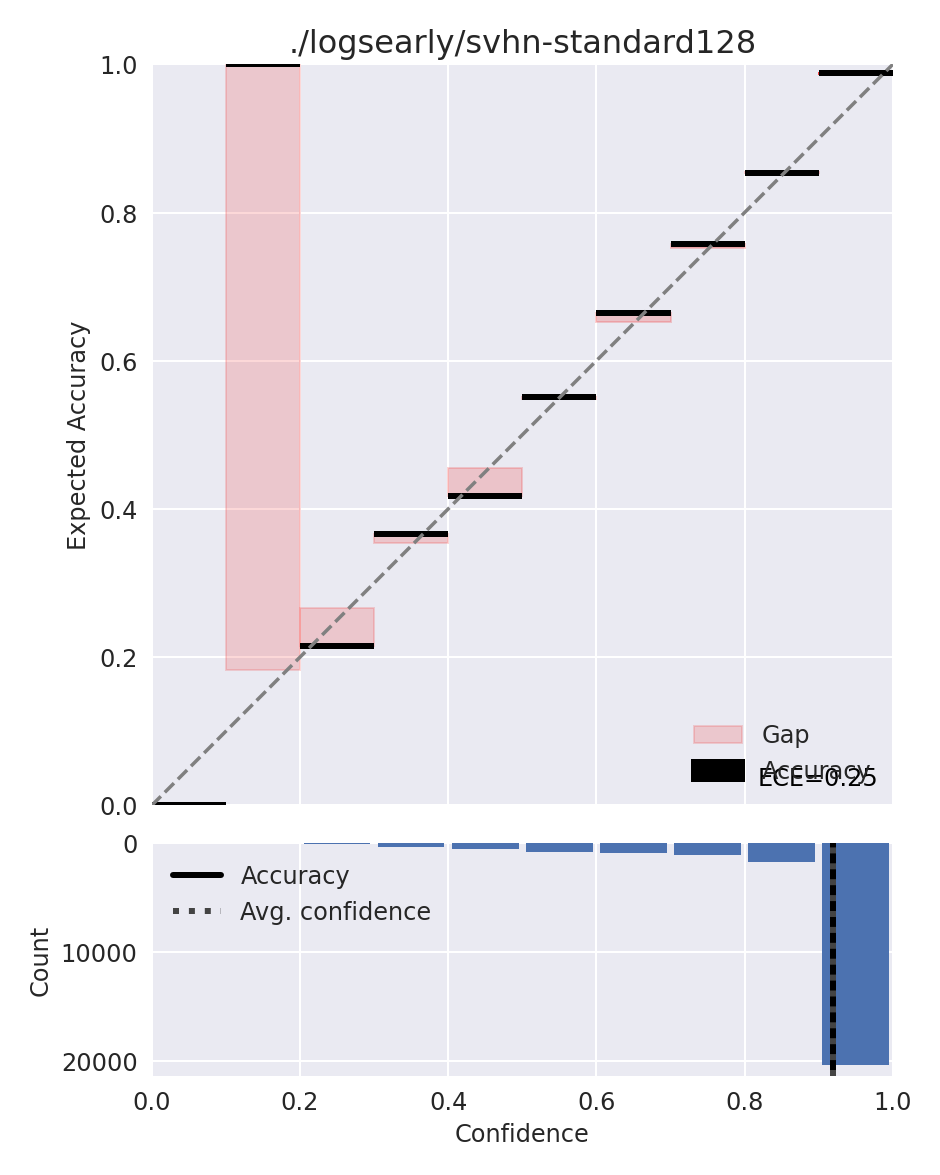 ./logsearly/svhn-standard128
1.0
0.8
0.6
0.4
0.2
0.0
Expected Accuracy
Gap
Accuracy
ECE=0.25
0
10000
20000
Count
Accuracy
Avg. confidence
0.0 0.2 0.4 0.6 0.8 1.0
Confidence